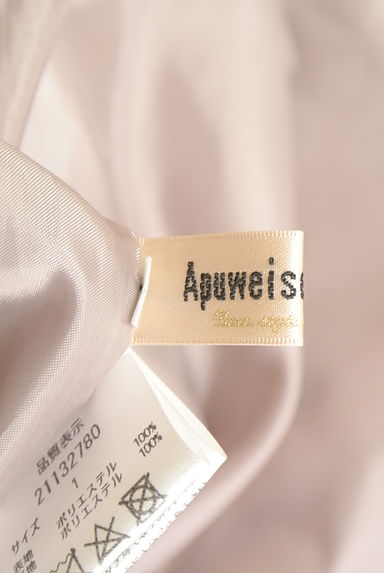 Apuweis
品質表示
21132780
サイズ 1
表地 ポリエステル 100%
裏地 ポリエステル 100%